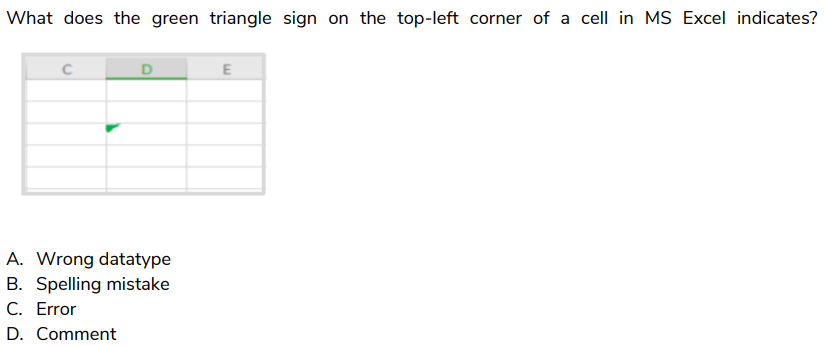 What does the green triangle sign on the top-left corner of a cell in MS Excel indicates?
C D E
A. Wrong datatype
B. Spelling mistake
C. Error
D. Comment